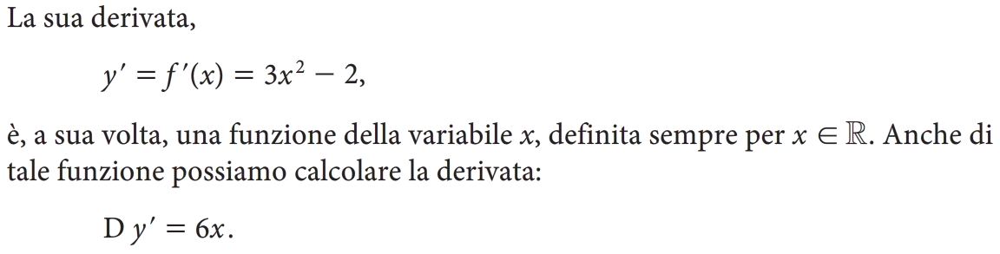 La sua derivata,
y′ = f′(x) = 3x² − 2,
è, a sua volta, una funzione della variabile x, definita sempre per x ∈ ℝ. Anche di
tale funzione possiamo calcolare la derivata:
D y′ = 6x.